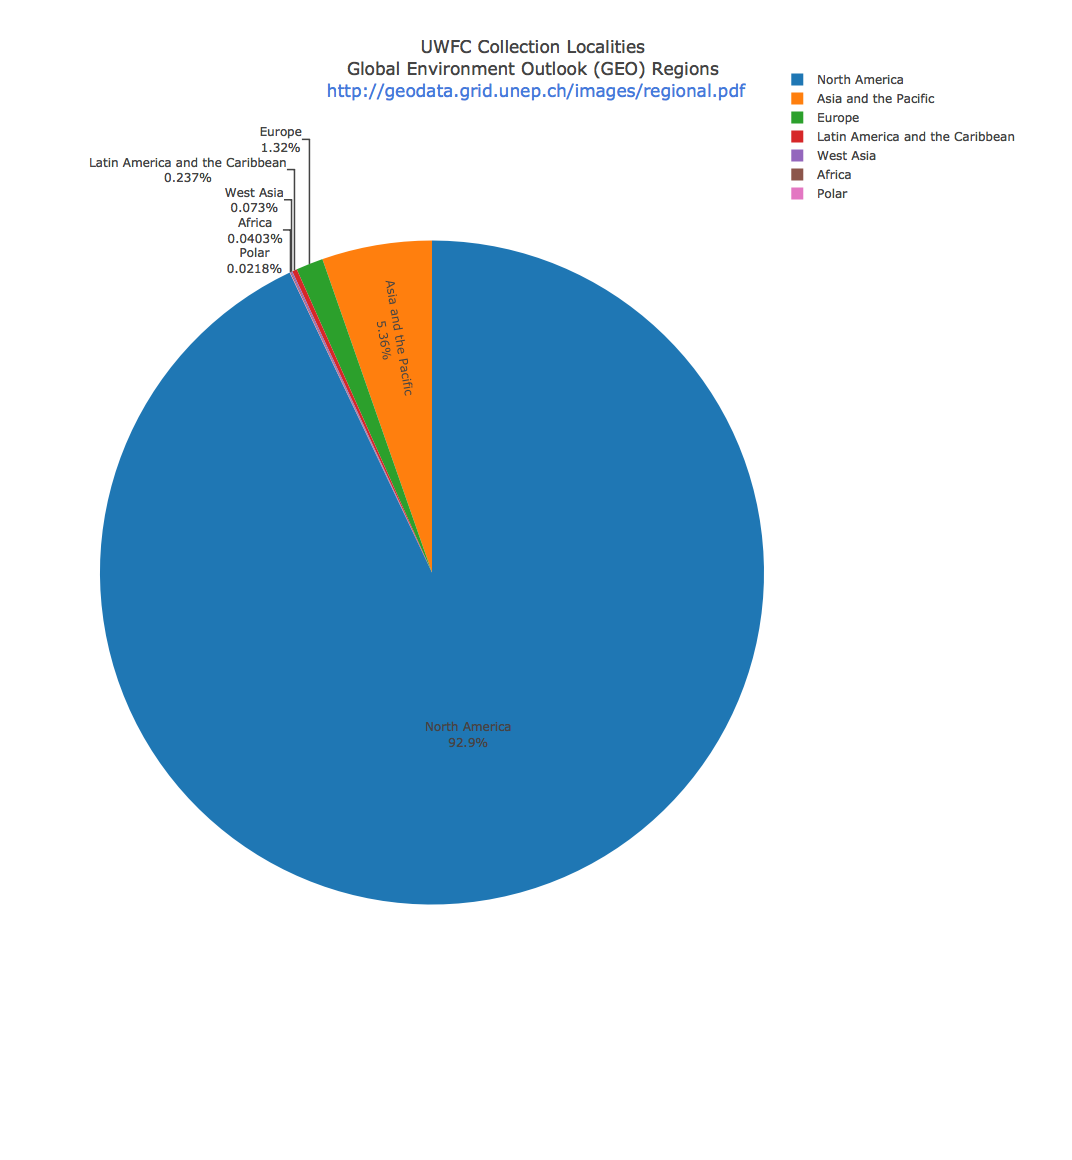 UWFC Collection Localities
Global Environment Outlook (GEO) Regions
http://geodata.grid.unep.ch/images/regional.pdf
North America
Asia and the Pacific
Europe
Latin America and the Caribbean
West Asia
Africa
Polar
Europe
1.32%
Latin America and the Caribbean
0.237%
West Asia
0.073%
Africa
0.0403%
Polar
0.0218%
Asia and the Pacific
5.36%
North America
92.9%